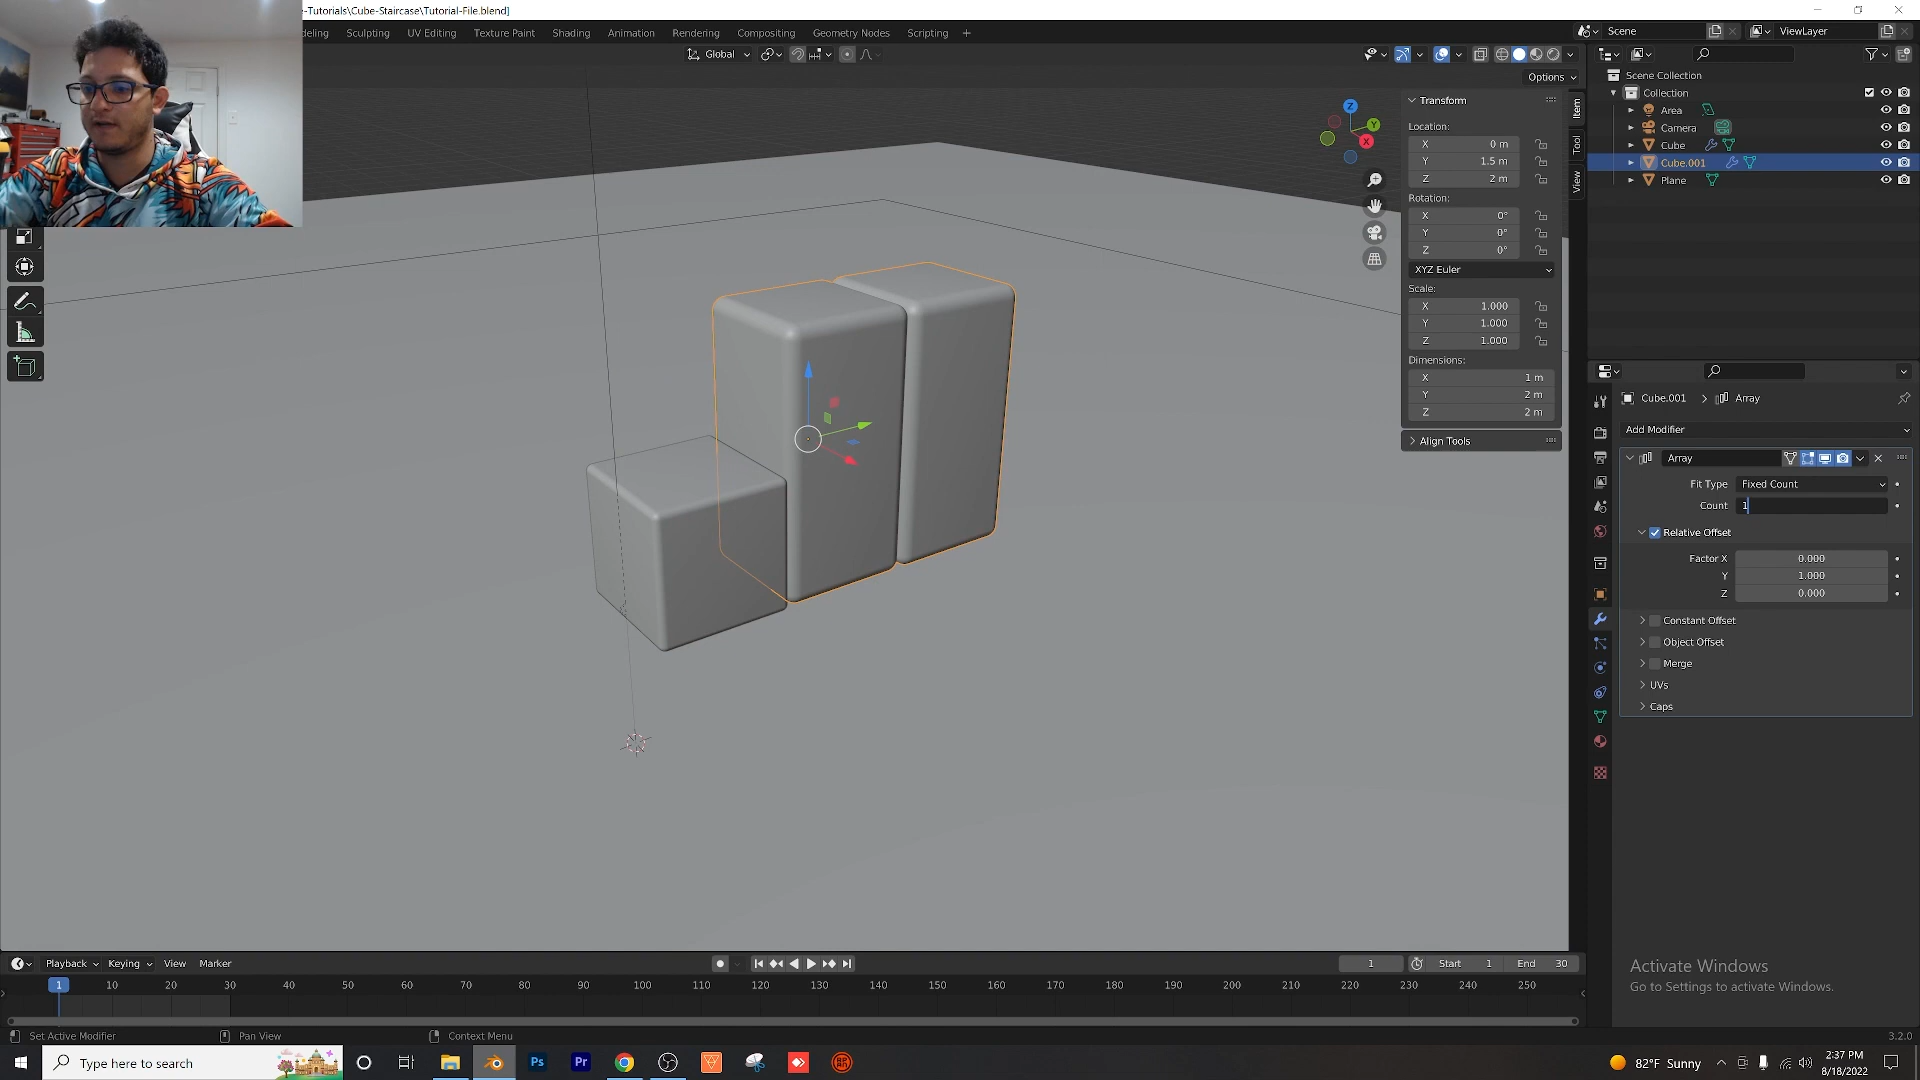 -Tutorials\Cube-Staircase\Tutorial-File.blend]
deling Sculpting UV Editing Texture Paint Shading Animation Rendering Compositing Geometry Nodes Scripting +
Scene ViewLayer
Global
Options
Transform
Location:
X 0 m
Y 1.5 m
Z 2 m
Rotation:
X 0°
Y 0°
Z 0°
XYZ Euler
Scale:
X 1.000
Y 1.000
Z 1.000
Dimensions:
X 1 m
Y 2 m
Z 2 m
Align Tools
Item
Tool
View
Z
Y
X
Scene Collection
Collection
Area
Camera
Cube
Cube.001
Plane
Cube.001 > Array
Add Modifier
Array
Fit Type Fixed Count
Count 1
Relative Offset
Factor X 0.000
Y 1.000
Z 0.000
Constant Offset
Object Offset
Merge
UVs
Caps
Activate Windows
Go to Settings to activate Windows.
Playback Keying View Marker
1 Start 1 End 30
1 10 20 30 40 50 60 70 80 90 100 110 120 130 140 150 160 170 180 190 200 210 220 230 240 250
Set Active Modifier Pan View Context Menu 3.2.0
Type here to search
Ps
Pr
82°F Sunny
2:37 PM
8/18/2022